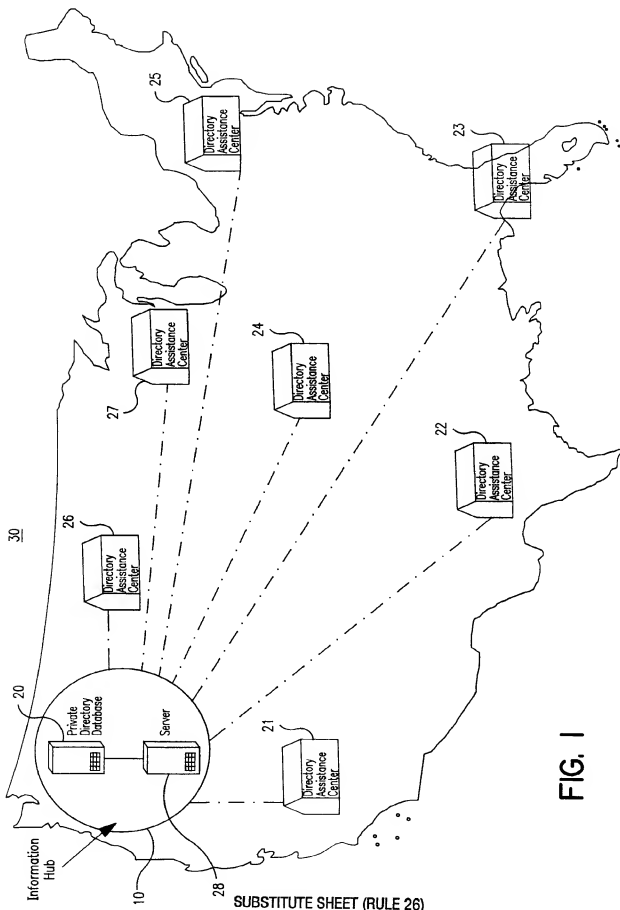 30
25
Directory
Assistance
Center
23
Directory
Assistance
Center
27
Directory
Assistance
Center
24
Directory
Assistance
Center
22
Directory
Assistance
Center
26
Directory
Assistance
Center
20
Private
Directory
Database
Server
21
Directory
Assistance
Center
Information
Hub
10
28
FIG. 1
SUBSTITUTE SHEET (RULE 26)